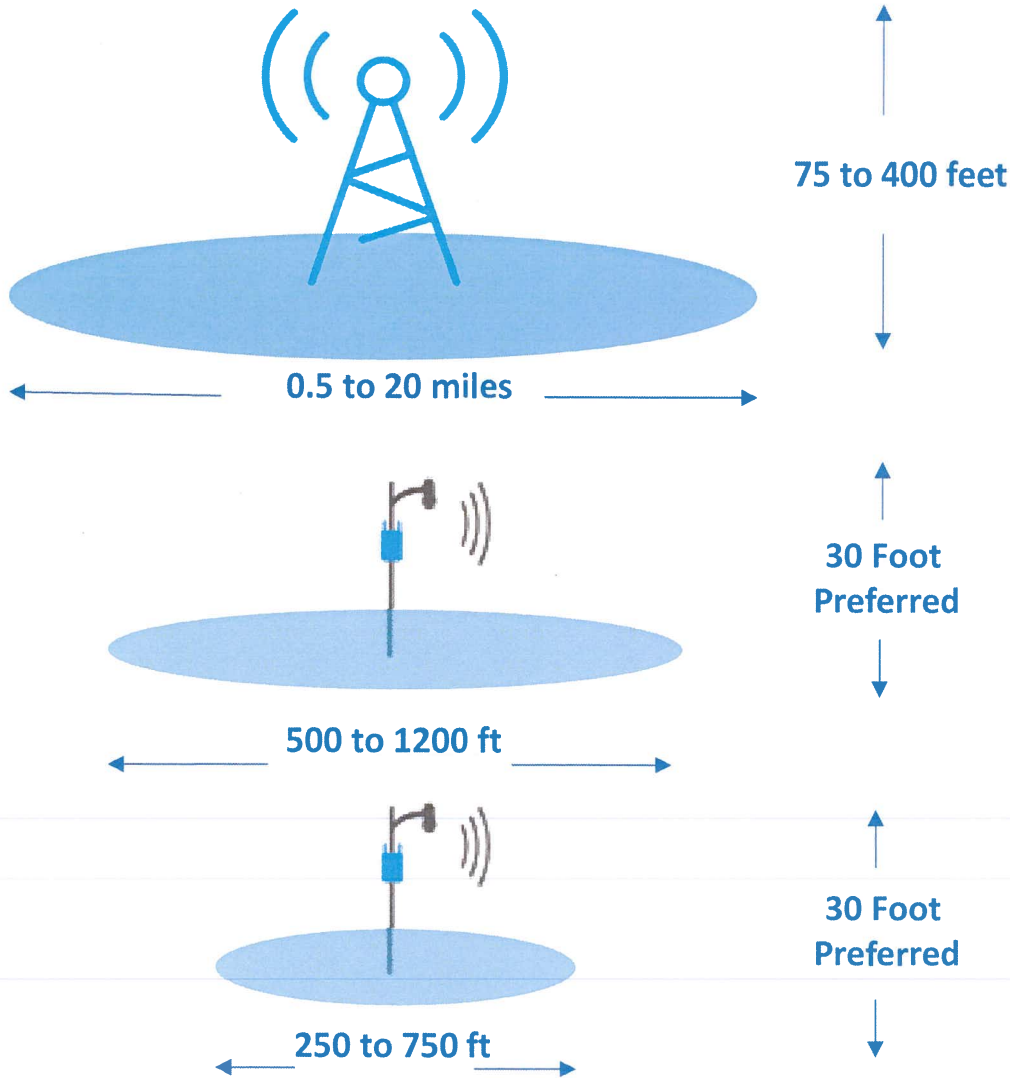 75 to 400 feet
0.5 to 20 miles
30 Foot
Preferred
500 to 1200 ft
30 Foot
Preferred
250 to 750 ft